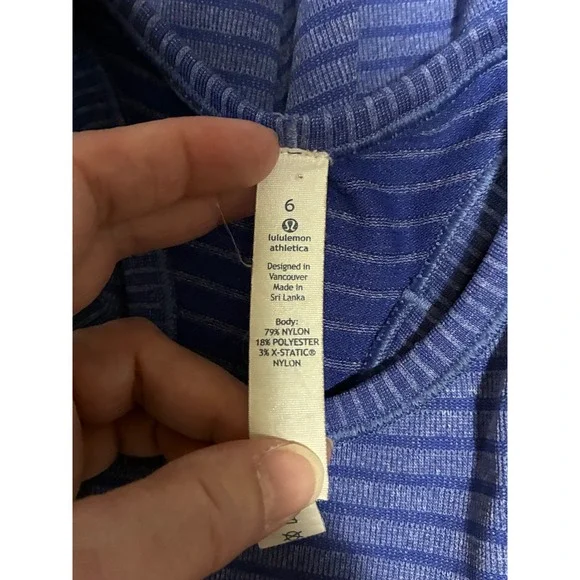 6
lululemon
athletica
Designed in
Vancouver
Made in
Sri Lanka
Body:
79% NYLON
18% POLYESTER
3% X-STATIC®
NYLON